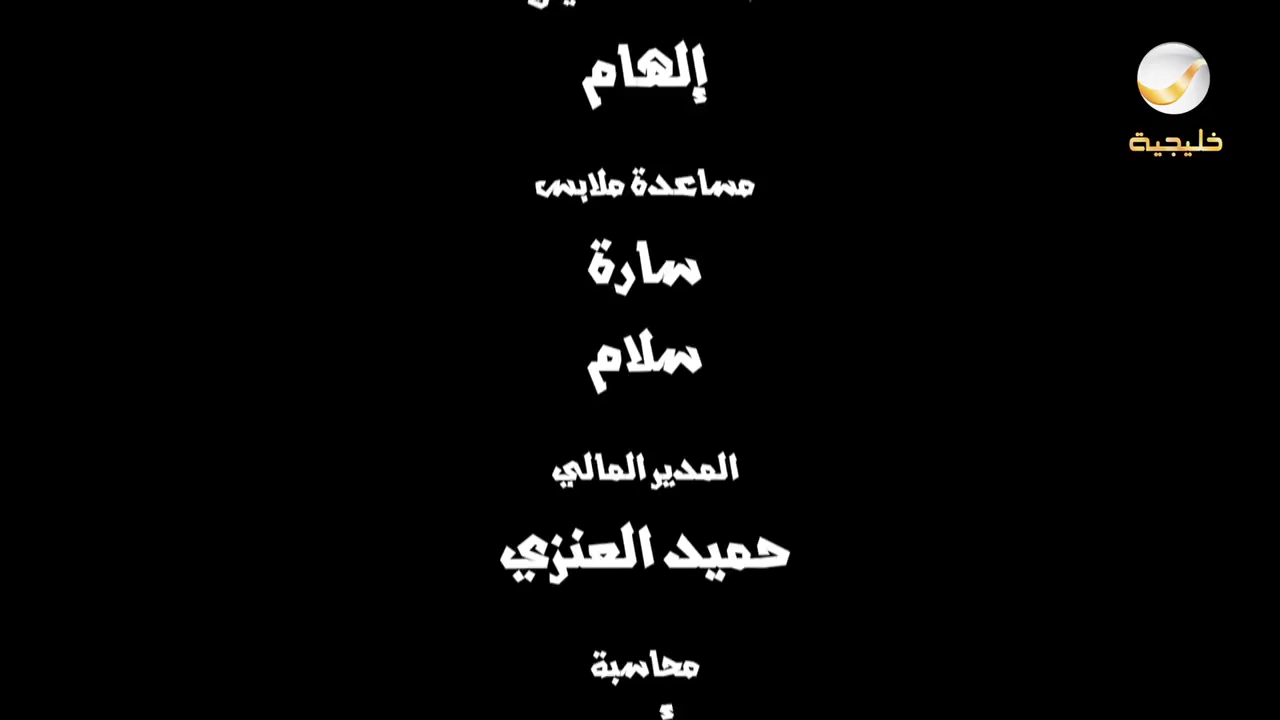 إلهام
خليجية
مساعدة ملابس
سارة
سلام
المدير المالي
حميد العنزي
محاسبة